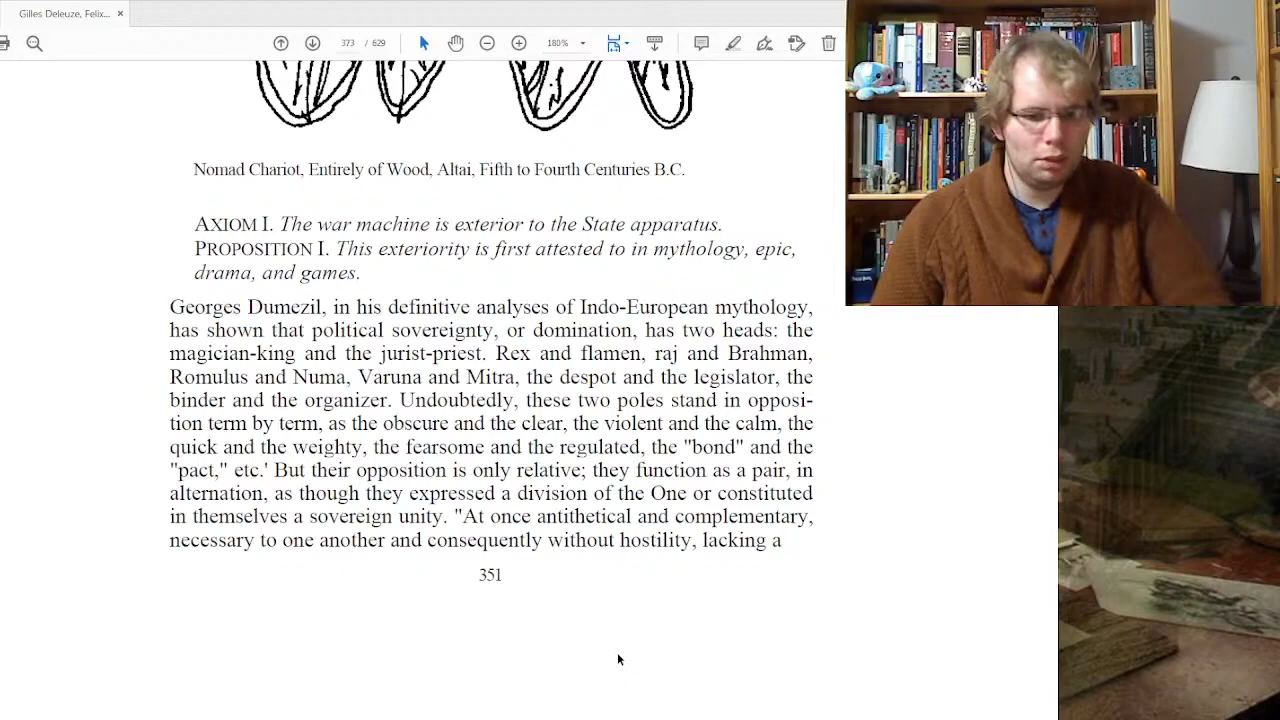 Gilles Deleuze, Felix...
373 / 629
180%
Nomad Chariot, Entirely of Wood, Altai, Fifth to Fourth Centuries B.C.
AXIOM I. The war machine is exterior to the State apparatus.
PROPOSITION I. This exteriority is first attested to in mythology, epic,
drama, and games.
Georges Dumezil, in his definitive analyses of Indo-European mythology,
has shown that political sovereignty, or domination, has two heads: the
magician-king and the jurist-priest. Rex and flamen, raj and Brahman,
Romulus and Numa, Varuna and Mitra, the despot and the legislator, the
binder and the organizer. Undoubtedly, these two poles stand in opposi-
tion term by term, as the obscure and the clear, the violent and the calm, the
quick and the weighty, the fearsome and the regulated, the "bond" and the
"pact," etc.' But their opposition is only relative; they function as a pair, in
alternation, as though they expressed a division of the One or constituted
in themselves a sovereign unity. "At once antithetical and complementary,
necessary to one another and consequently without hostility, lacking a
351